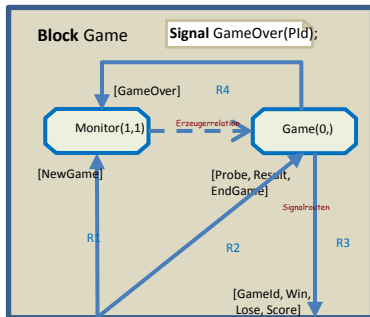 Block Game
Signal GameOver(PId);
[GameOver]
R4
Monitor(1,1)
Erzeugerrelation
Game(0,)
[NewGame]
[Probe, Result,
EndGame]
Signalrouten
R1
R2
R3
[GameId, Win,
Lose, Score]